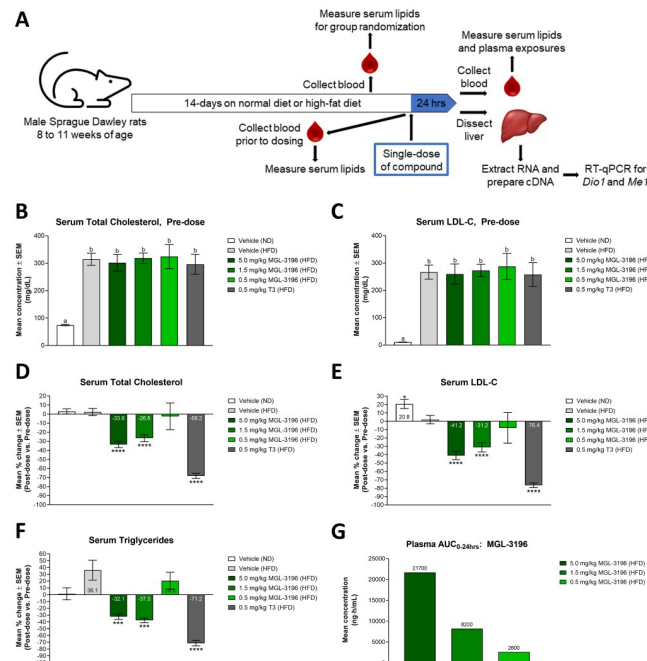 A
Measure serum lipids
for group randomization
Measure serum lipids
and plasma exposures
Collect blood
Collect
blood
14-days on normal diet or high-fat diet
24 hrs
Male Sprague Dawley rats
8 to 11 weeks of age
Collect blood
prior to dosing
Dissect
liver
Measure serum lipids
Single-dose
of compound
Extract RNA and
prepare cDNA
RT-qPCR for
Dio1 and Me1
B
Serum Total Cholesterol, Pre-dose
Mean concentration ± SEM
(mg/dL)
400
300
200
100
0
a
b
b
b
b
b
Vehicle (ND)
Vehicle (HFD)
5.0 mg/kg MGL-3196 (HFD)
1.5 mg/kg MGL-3196 (HFD)
0.5 mg/kg MGL-3196 (HFD)
0.5 mg/kg T3 (HFD)
C
Serum LDL-C, Pre-dose
Mean concentration ± SEM
(mg/dL)
400
300
200
100
0
a
b
b
b
b
b
Vehicle (ND)
Vehicle (HFD)
5.0 mg/kg MGL-3196 (HF
1.5 mg/kg MGL-3196 (HF
0.5 mg/kg MGL-3196 (HF
0.5 mg/kg T3 (HFD)
D
Serum Total Cholesterol
Mean % change ± SEM
(Post-dose vs. Pre-dose)
20
10
0
-10
-20
-30
-40
-50
-60
-70
-80
-90
-100
-33.6
-26.6
-68.2
****
****
****
Vehicle (ND)
Vehicle (HFD)
5.0 mg/kg MGL-3196 (HFD)
1.5 mg/kg MGL-3196 (HFD)
0.5 mg/kg MGL-3196 (HFD)
0.5 mg/kg T3 (HFD)
E
Serum LDL-C
Mean % change ± SEM
(Post-dose vs. Pre-dose)
30
20
10
0
-10
-20
-30
-40
-50
-60
-70
-80
-90
-100
*
20.8
-41.2
-31.2
-76.4
****
****
****
Vehicle (ND)
Vehicle (HFD)
5.0 mg/kg MGL-3196 (HF
1.5 mg/kg MGL-3196 (HF
0.5 mg/kg MGL-3196 (HF
0.5 mg/kg T3 (HFD)
F
Serum Triglycerides
Mean % change ± SEM
(Post-dose vs. Pre-dose)
60
50
40
30
20
10
0
-10
-20
-30
-40
-50
-60
-70
-80
-90
36.1
-32.1
-37.5
-71.2
***
***
****
Vehicle (ND)
Vehicle (HFD)
5.0 mg/kg MGL-3196 (HFD)
1.5 mg/kg MGL-3196 (HFD)
0.5 mg/kg MGL-3196 (HFD)
0.5 mg/kg T3 (HFD)
G
Plasma AUC0-24hrs: MGL-3196
Mean concentration
(ng·h/mL)
25000
20000
15000
10000
5000
21700
8200
2600
5.0 mg/kg MGL-3196 (HFD)
1.5 mg/kg MGL-3196 (HFD)
0.5 mg/kg MGL-3196 (HFD)